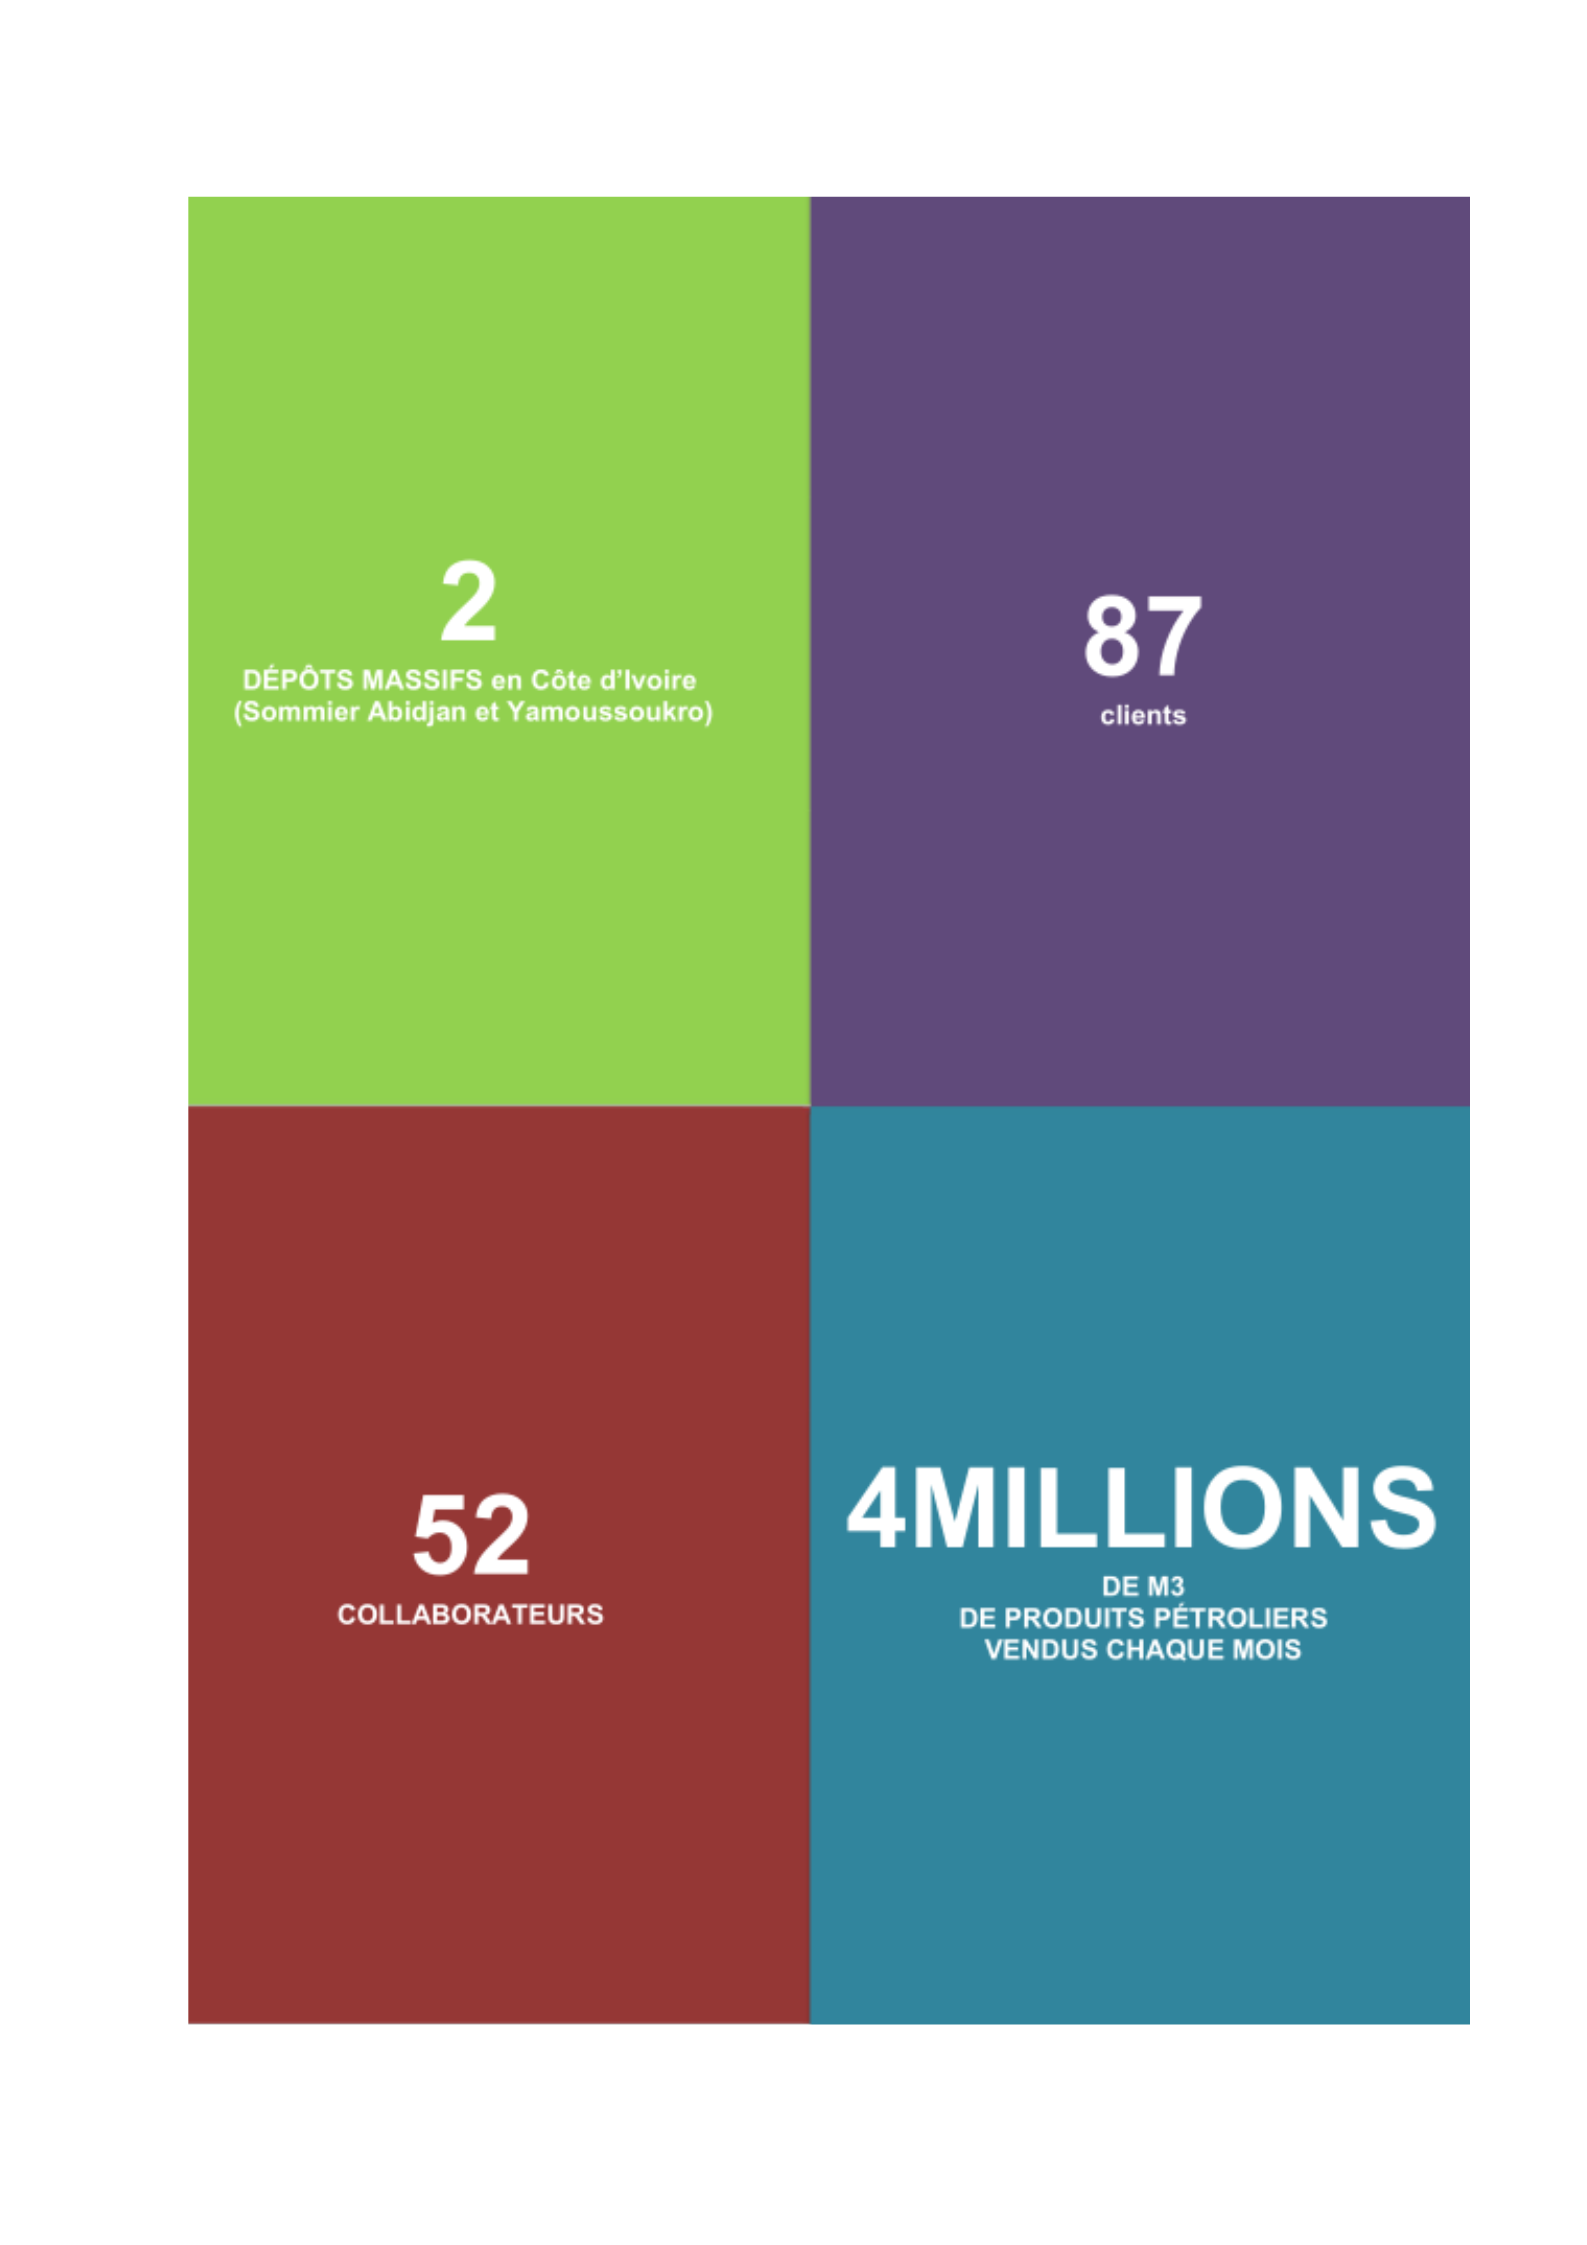 2
DÉPÔTS MASSIFS en Côte d’Ivoire
(Sommier Abidjan et Yamoussoukro)
87
clients
52
COLLABORATEURS
4MILLIONS
DE M3
DE PRODUITS PÉTROLIERS
VENDUS CHAQUE MOIS